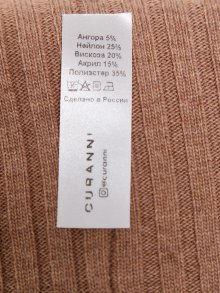 Ангора 5%
Нейлон 25%
Вискоза 20%
Акрил 15%
Полиэстер 35%
Сделано в России
CURANNI
@curanni